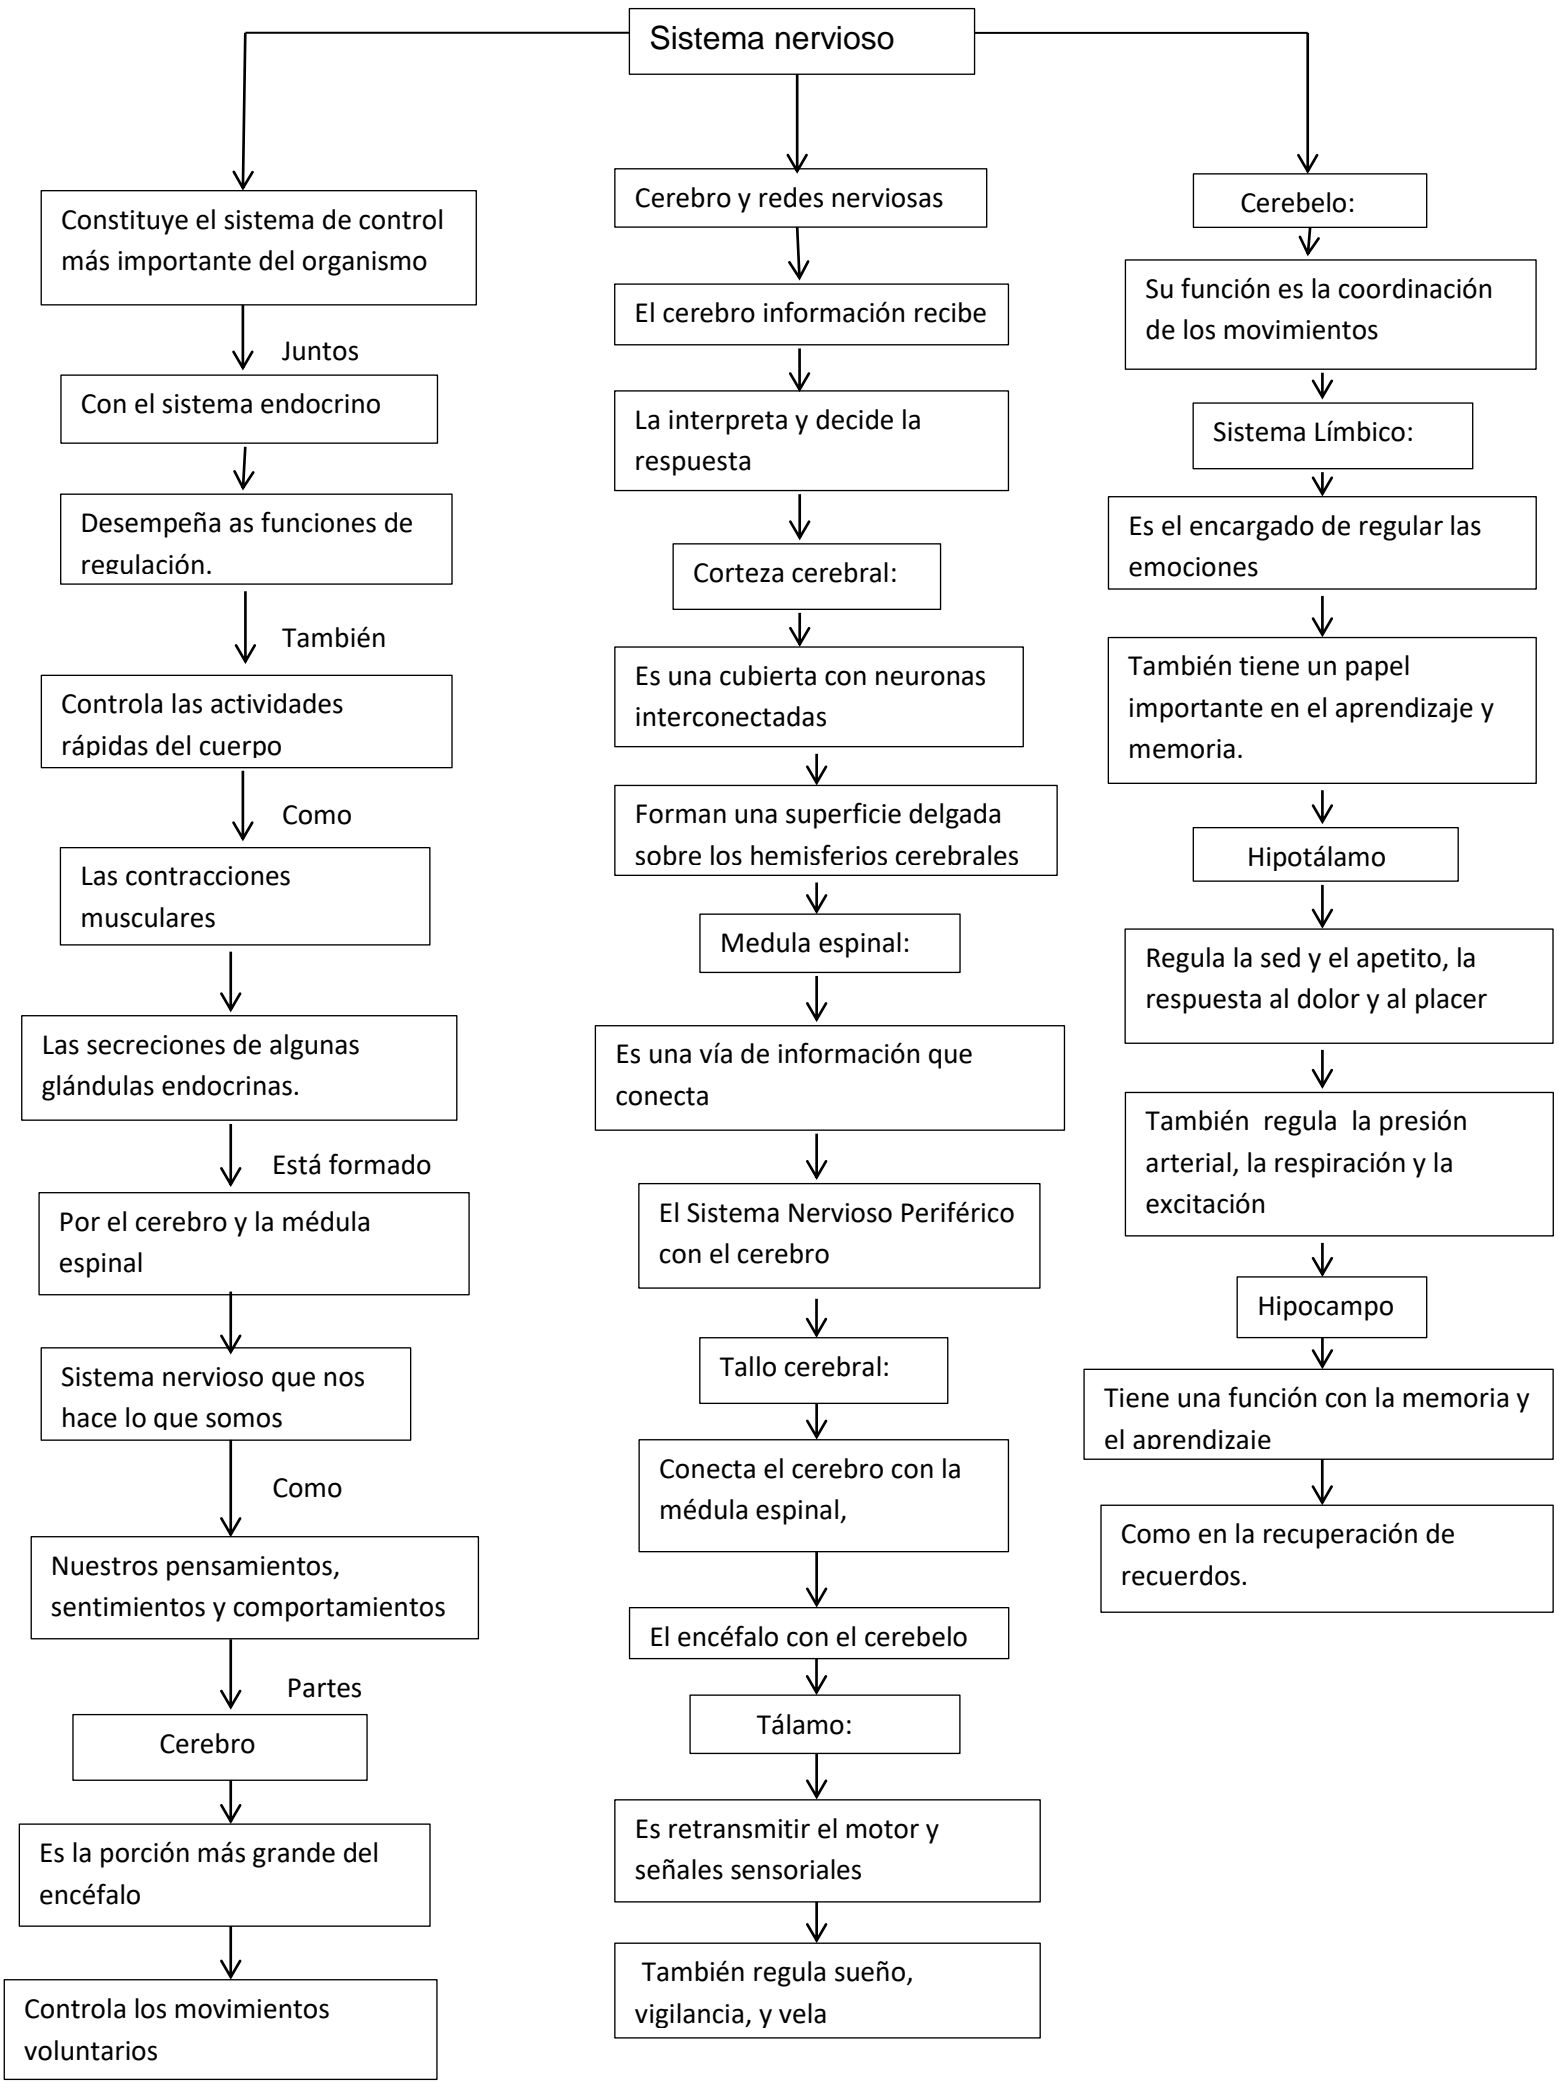 Sistema nervioso
Constituye el sistema de control
más importante del organismo
Juntos
Con el sistema endocrino
Desempeña as funciones de
regulación.
También
Controla las actividades
rápidas del cuerpo
Como
Las contracciones
musculares
Las secreciones de algunas
glándulas endocrinas.
Está formado
Por el cerebro y la médula
espinal
Sistema nervioso que nos
hace lo que somos
Como
Nuestros pensamientos,
sentimientos y comportamientos
Partes
Cerebro
Es la porción más grande del
encéfalo
Controla los movimientos
voluntarios
Cerebro y redes nerviosas
El cerebro información recibe
La interpreta y decide la
respuesta
Corteza cerebral:
Es una cubierta con neuronas
interconectadas
Forman una superficie delgada
sobre los hemisferios cerebrales
Medula espinal:
Es una vía de información que
conecta
El Sistema Nervioso Periférico
con el cerebro
Tallo cerebral:
Conecta el cerebro con la
médula espinal,
El encéfalo con el cerebelo
Tálamo:
Es retransmitir el motor y
señales sensoriales
También regula sueño,
vigilancia, y vela
Cerebelo:
Su función es la coordinación
de los movimientos
Sistema Límbico:
Es el encargado de regular las
emociones
También tiene un papel
importante en el aprendizaje y
memoria.
Hipotálamo
Regula la sed y el apetito, la
respuesta al dolor y al placer
También  regula  la presión
arterial, la respiración y la
excitación
Hipocampo
Tiene una función con la memoria y
el aprendizaje
Como en la recuperación de
recuerdos.